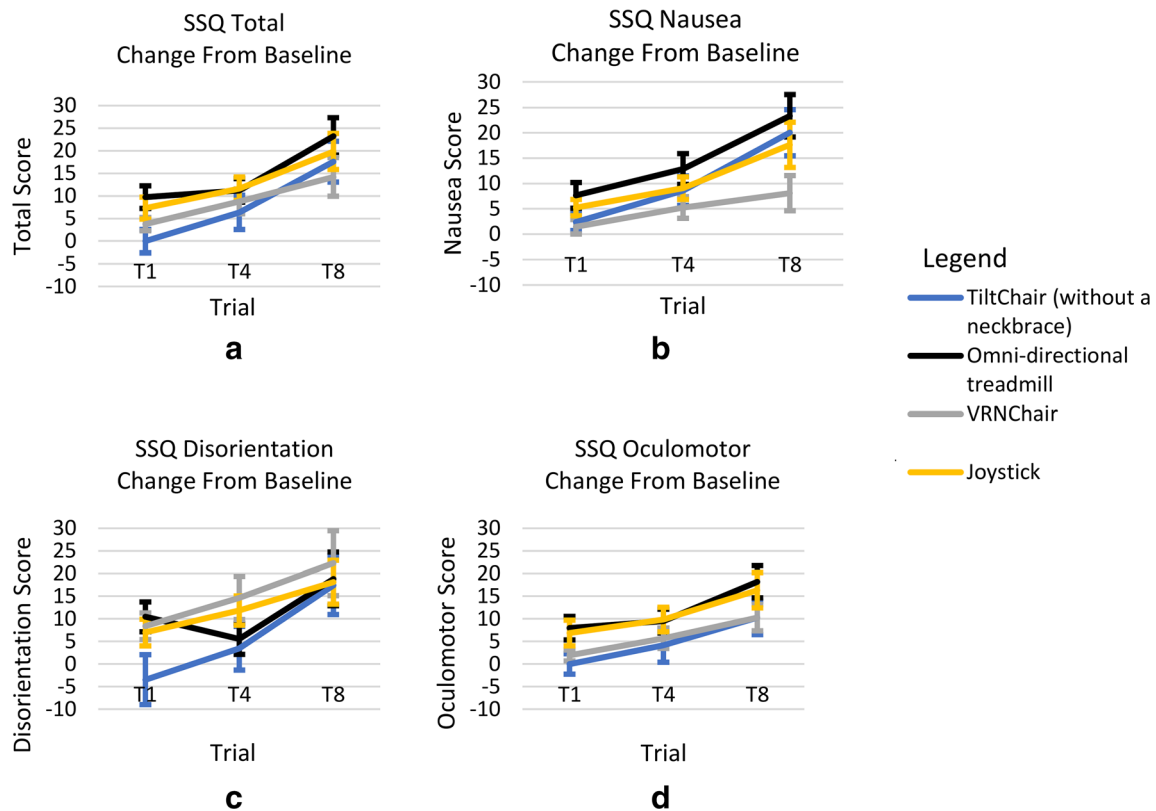 SSQ Total
Change From Baseline
30
25
20
15
10
5
0
-5
-10
Total Score
T1 T4 T8
Trial
a
SSQ Nausea
Change From Baseline
30
25
20
15
10
5
0
-5
-10
Nausea Score
T1 T4 T8
Trial
b
Legend
TiltChair (without a
neckbrace)
Omni-directional
treadmill
VRNChair
Joystick
SSQ Disorientation
Change From Baseline
30
25
20
15
10
5
0
-5
-10
Disorientation Score
T1 T4 T8
Trial
c
SSQ Oculomotor
Change From Baseline
30
25
20
15
10
5
0
-5
-10
Oculomotor Score
T1 T4 T8
Trial
d